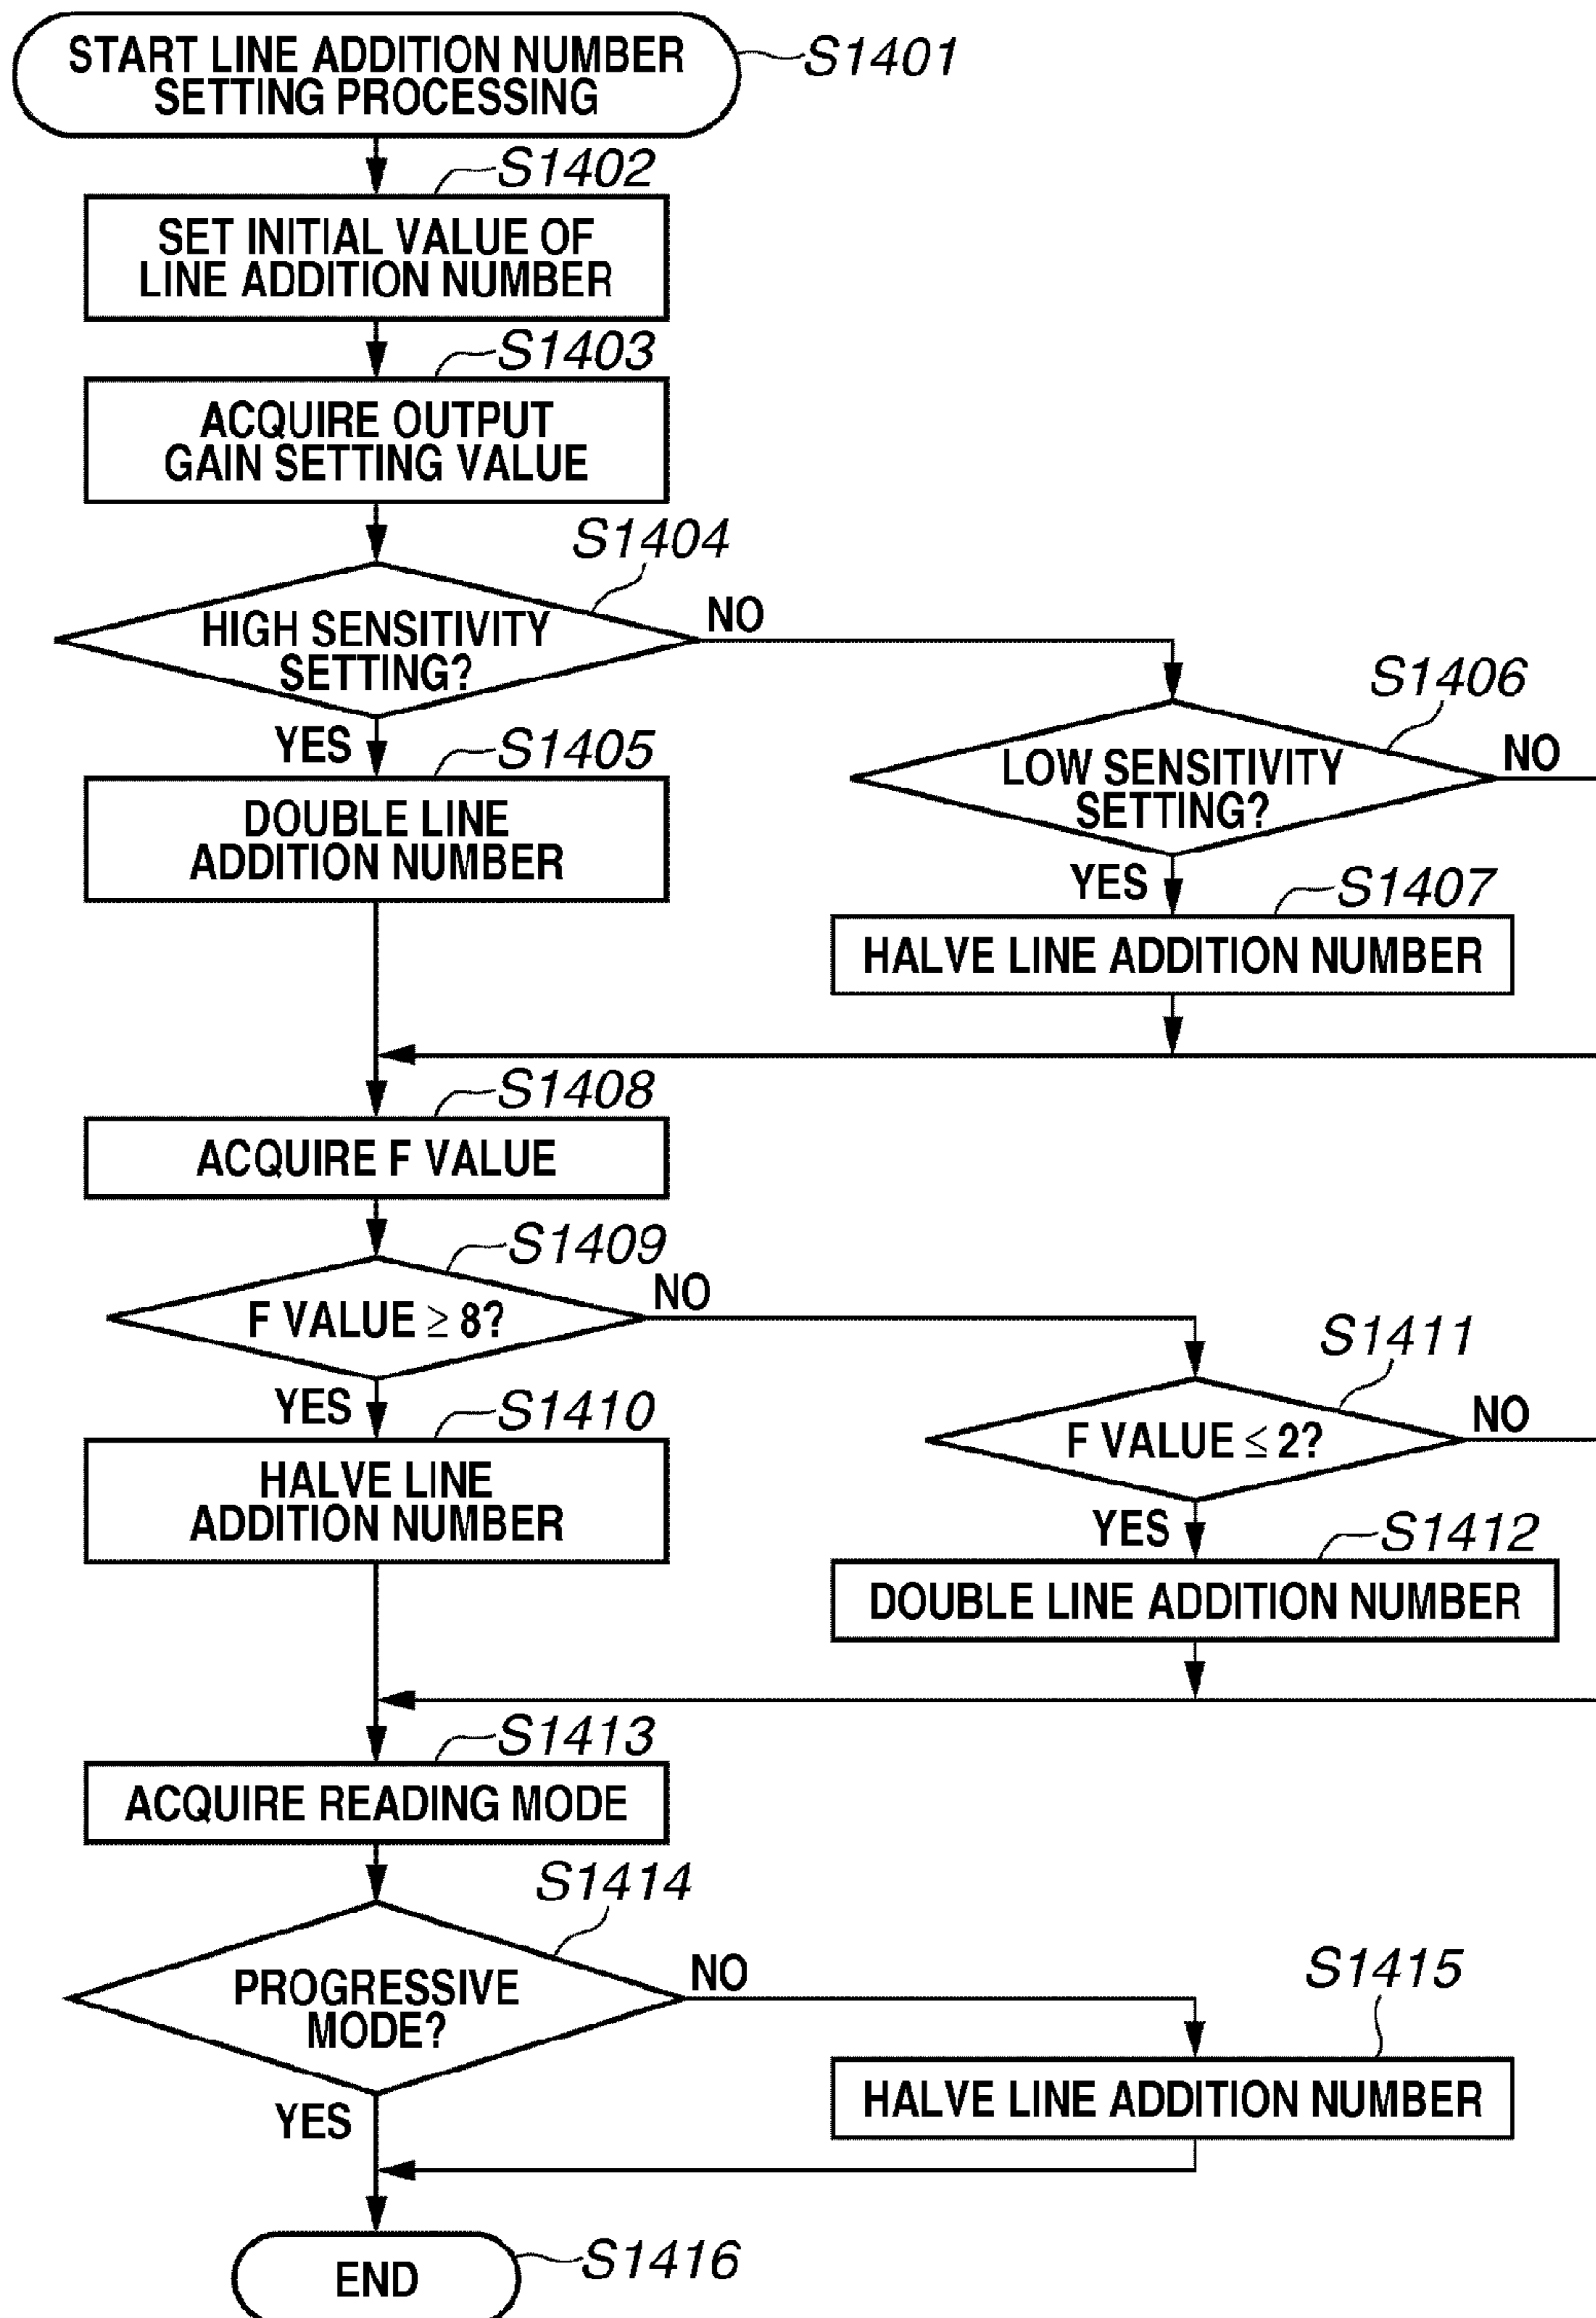 START LINE ADDITION NUMBER
SETTING PROCESSING
S1401
S1402
SET INITIAL VALUE OF
LINE ADDITION NUMBER
S1403
ACQUIRE OUTPUT
GAIN SETTING VALUE
S1404
HIGH SENSITIVITY
SETTING?
NO
YES
S1405
DOUBLE LINE
ADDITION NUMBER
S1406
LOW SENSITIVITY
SETTING?
NO
YES
S1407
HALVE LINE ADDITION NUMBER
S1408
ACQUIRE F VALUE
S1409
F VALUE ≥ 8?
NO
YES
S1410
HALVE LINE
ADDITION NUMBER
S1411
F VALUE ≤ 2?
NO
YES
S1412
DOUBLE LINE ADDITION NUMBER
S1413
ACQUIRE READING MODE
S1414
PROGRESSIVE
MODE?
NO
YES
S1415
HALVE LINE ADDITION NUMBER
END
S1416